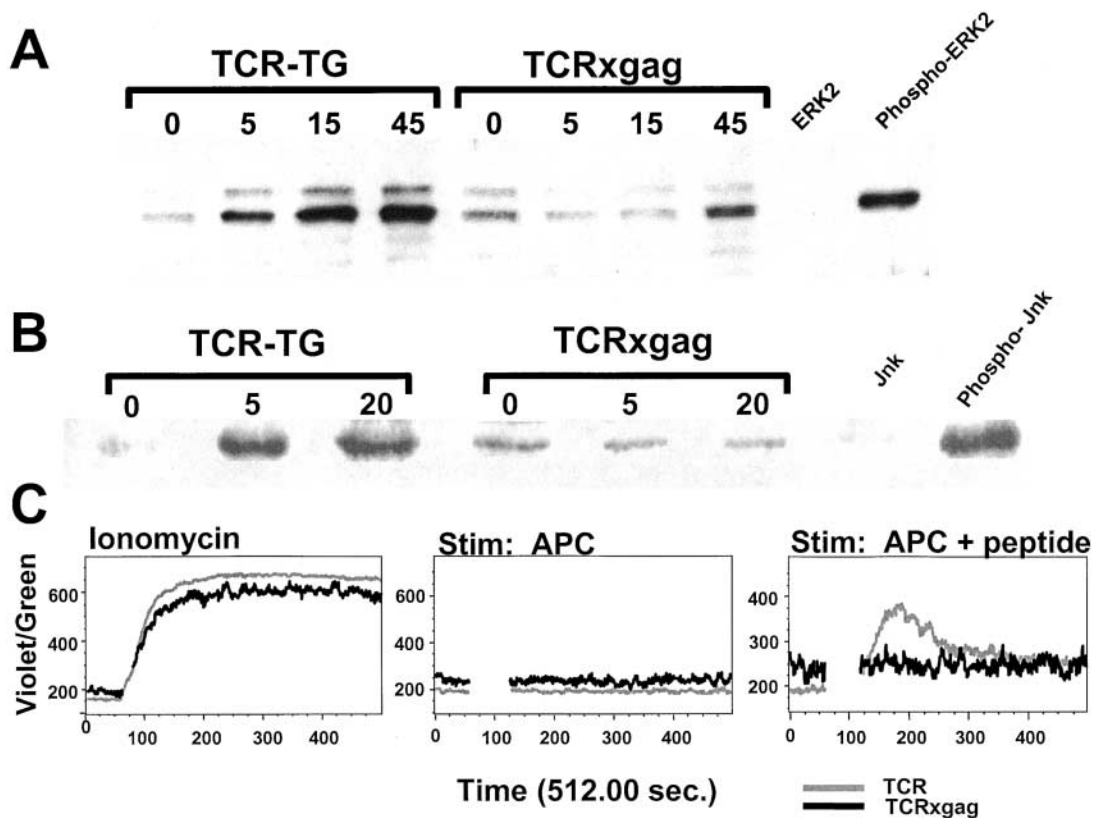 A
TCR-TG TCRxgag
0 5 15 45 0 5 15 45 ERK2 Phospho-ERK2
B
TCR-TG TCRxgag
0 5 20 0 5 20 Jnk Phospho- Jnk
C
Ionomycin
Violet/Green
600
400
200
0 100 200 300 400
Stim: APC
600
400
200
0 100 200 300 400
Stim: APC + peptide
400
300
200
0 100 200 300 400
Time (512.00 sec.)
TCR
TCRxgag